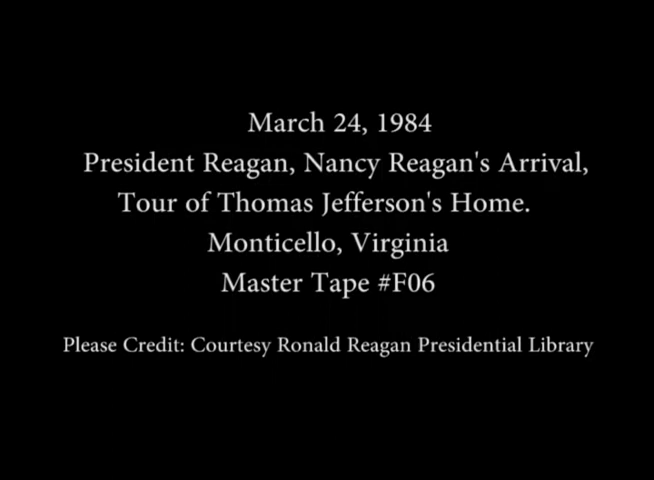 March 24, 1984
President Reagan, Nancy Reagan's Arrival,
Tour of Thomas Jefferson's Home.
Monticello, Virginia
Master Tape #F06
Please Credit: Courtesy Ronald Reagan Presidential Library